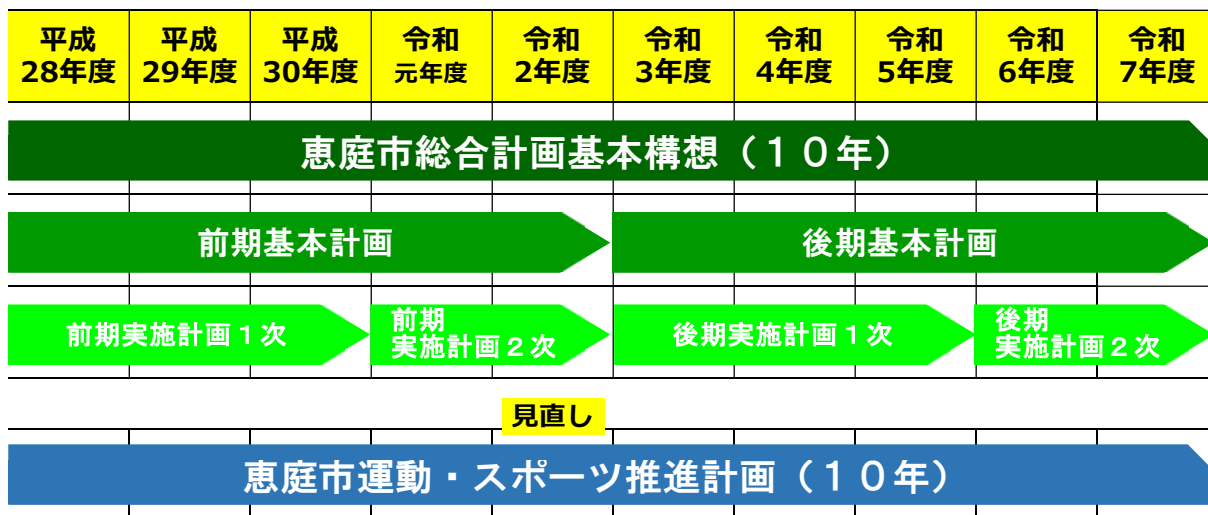 平成
28年度
平成
29年度
平成
30年度
令和
元年度
令和
2年度
令和
3年度
令和
4年度
令和
5年度
令和
6年度
令和
7年度
恵庭市総合計画基本構想（１０年）
前期基本計画
後期基本計画
前期実施計画１次
前期
実施計画２次
後期実施計画１次
後期
実施計画２次
見直し
恵庭市運動・スポーツ推進計画（１０年）